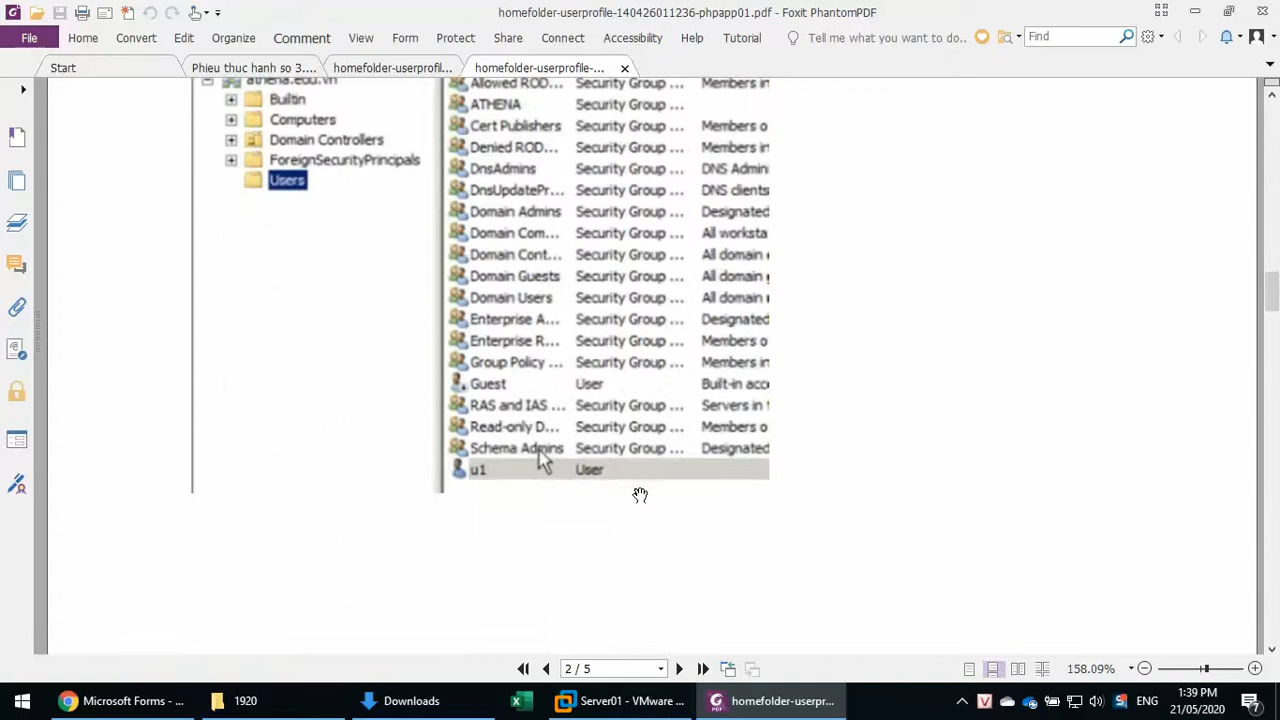 homefolder-userprofile-140426011236-phpapp01.pdf - Foxit PhantomPDF
File Home Convert Edit Organize Comment View Form Protect Share Connect Accessibility Help Tutorial Tell me what you want to do... Find
Start Phieu thuc hanh so 3.... homefolder-userprofil... homefolder-userprofile-...
athena.edu.vn
Builtin
Computers
Domain Controllers
ForeignSecurityPrincipals
Users
Allowed ROD... Security Group ... Members in
ATHENA Security Group ...
Cert Publishers Security Group ... Members o
Denied ROD... Security Group ... Members in
DnsAdmins Security Group ... DNS Admini
DnsUpdatePr... Security Group ... DNS clients
Domain Admins Security Group ... Designated
Domain Com... Security Group ... All worksta
Domain Cont... Security Group ... All domain
Domain Guests Security Group ... All domain
Domain Users Security Group ... All domain
Enterprise A... Security Group ... Designated
Enterprise R... Security Group ... Members o
Group Policy ... Security Group ... Members in
Guest User Built-in acc
RAS and IAS ... Security Group ... Servers in
Read-only D... Security Group ... Members o
Schema Admins Security Group ... Designated
u1 User
2 / 5 158.09%
Microsoft Forms - ... 1920 Downloads Server01 - VMware ... homefolder-userpr... ENG 1:39 PM
21/05/2020